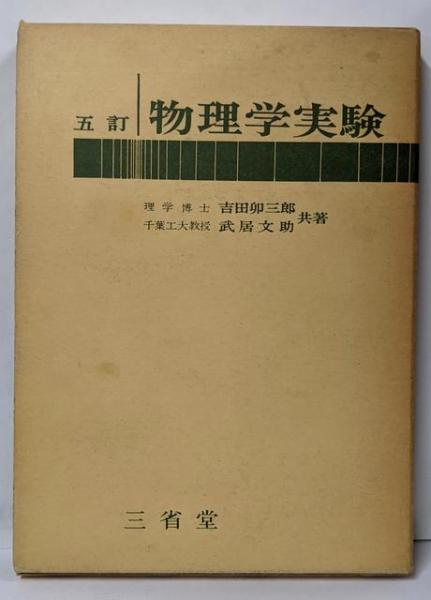 五訂 物理学実験
理学博士 吉田卯三郎
千葉工大教授 武居文助 共著
三省堂